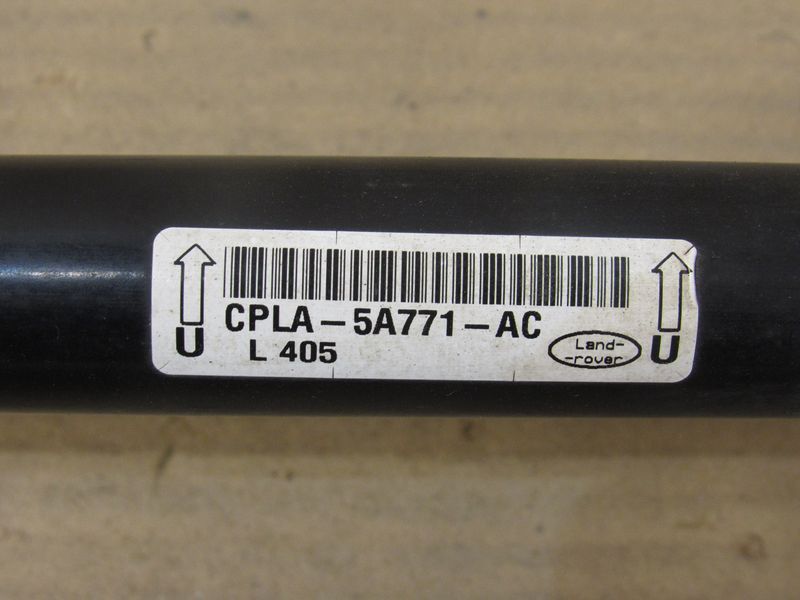 CPLA-5A771-AC
L 405
Land-
-rover
U
U